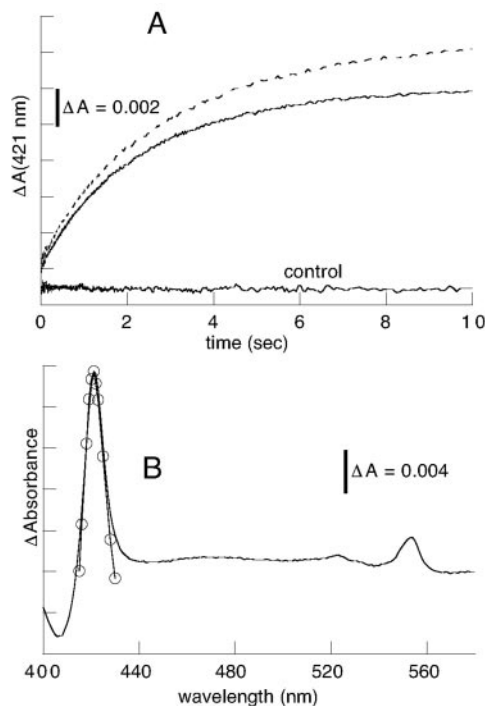 A
ΔA = 0.002
ΔA(421 nm)
control
0 2 4 6 8 10
time (sec)
B
ΔA = 0.004
ΔAbsorbance
400 440 480 520 560
wavelength (nm)